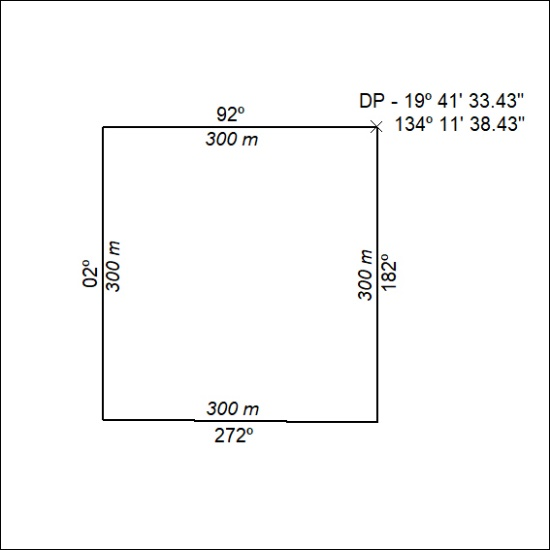 DP - 19º 41' 33.43"
134º 11' 38.43"
92º
300 m
02º
300 m
300 m
182º
300 m
272º